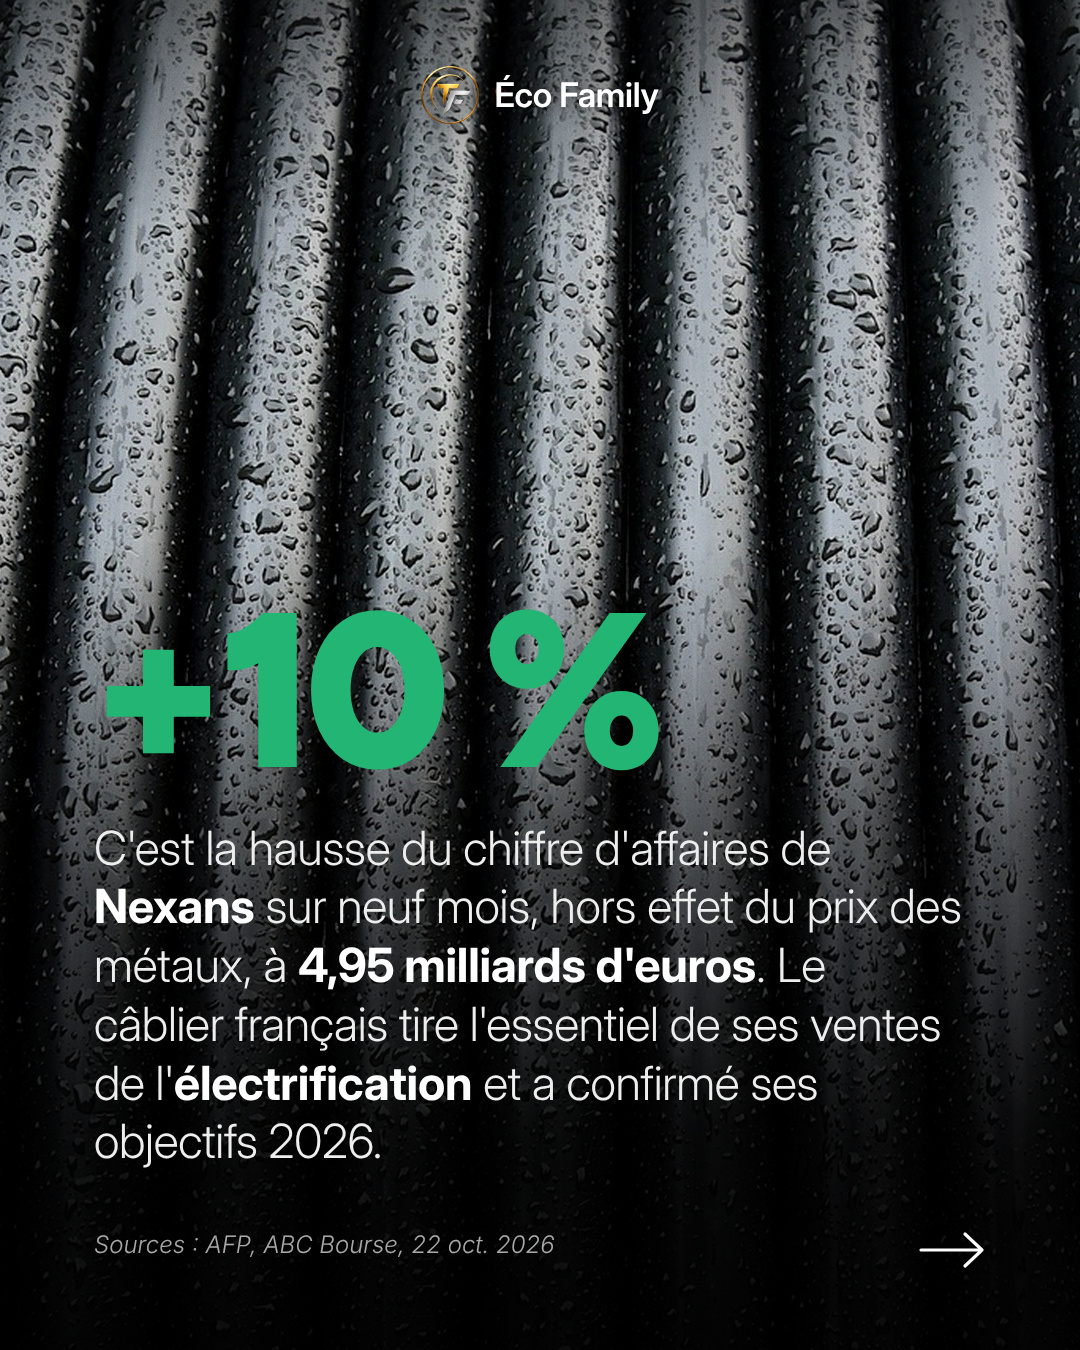 Éco Family
+10 %
C'est la hausse du chiffre d'affaires de
Nexans sur neuf mois, hors effet du prix des
métaux, à 4,95 milliards d'euros. Le
câblier français tire l'essentiel de ses ventes
de l'électrification et a confirmé ses
objectifs 2026.
Sources : AFP, ABC Bourse, 22 oct. 2026